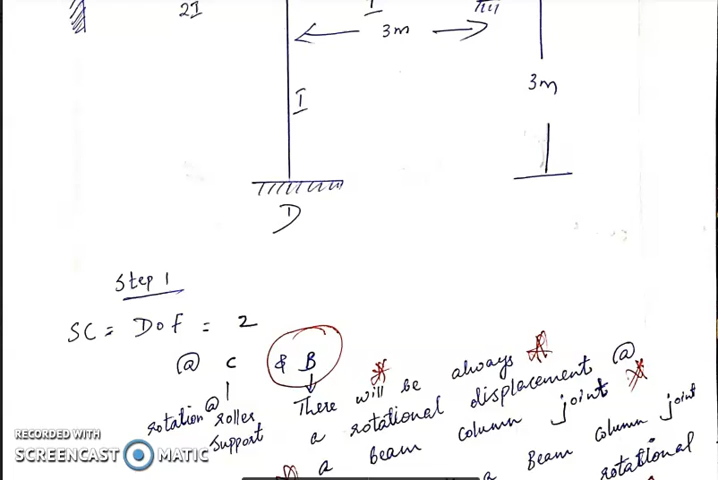 2I
I
3m
I
3m
D
Step 1
SC = DoF = 2
@ C & B
rotation @ roller support
There will be always
a rotational displacement @
a beam column joint
a Beam column joint
rotational
RECORDED WITH
SCREENCAST MATIC